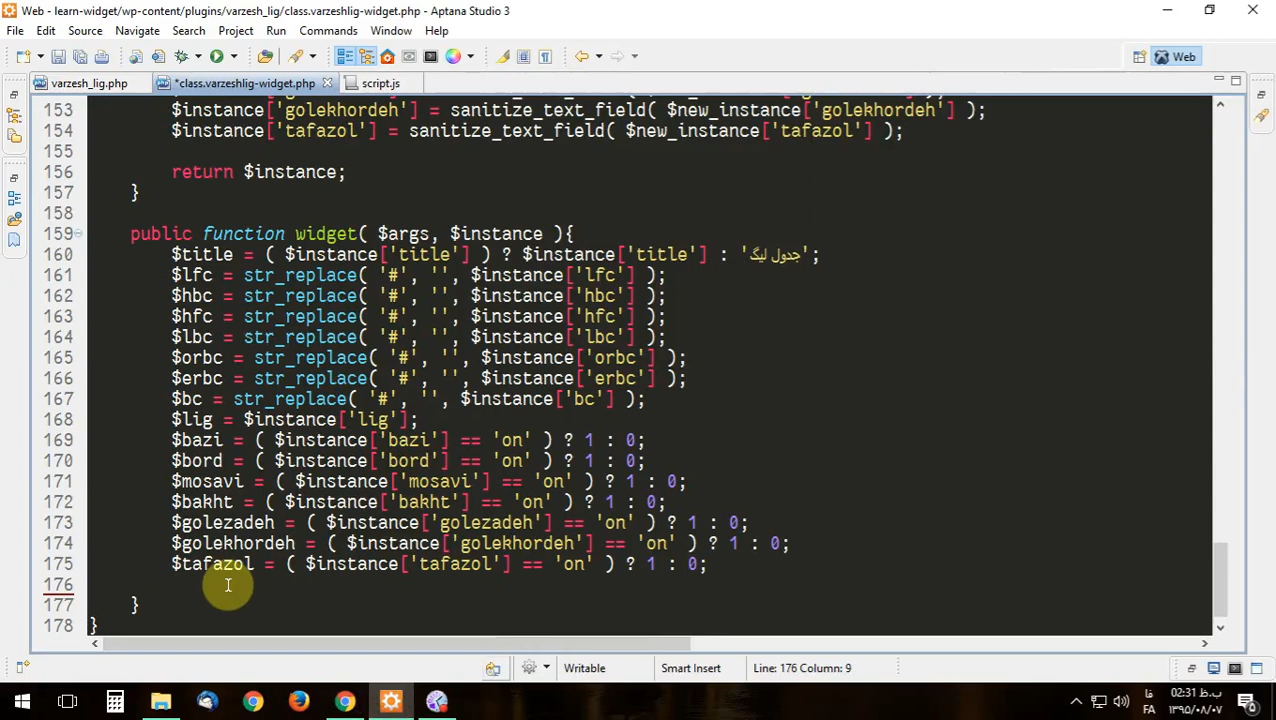 Web - learn-widget/wp-content/plugins/varzesh_lig/class.varzeshlig-widget.php - Aptana Studio 3
File Edit Source Navigate Search Project Run Commands Window Help
Web
varzesh_lig.php *class.varzeshlig-widget.php script.js
153 $instance['golekhordeh'] = sanitize_text_field( $new_instance['golekhordeh'] );
154 $instance['tafazol'] = sanitize_text_field( $new_instance['tafazol'] );
155
156 return $instance;
157 }
158
159 public function widget( $args, $instance ){
160 $title = ( $instance['title'] ) ? $instance['title'] : 'جدول لیگ';
161 $lfc = str_replace( '#', '', $instance['lfc'] );
162 $hbc = str_replace( '#', '', $instance['hbc'] );
163 $hfc = str_replace( '#', '', $instance['hfc'] );
164 $lbc = str_replace( '#', '', $instance['lbc'] );
165 $orbc = str_replace( '#', '', $instance['orbc'] );
166 $erbc = str_replace( '#', '', $instance['erbc'] );
167 $bc = str_replace( '#', '', $instance['bc'] );
168 $lig = $instance['lig'];
169 $bazi = ( $instance['bazi'] == 'on' ) ? 1 : 0;
170 $bord = ( $instance['bord'] == 'on' ) ? 1 : 0;
171 $mosavi = ( $instance['mosavi'] == 'on' ) ? 1 : 0;
172 $bakht = ( $instance['bakht'] == 'on' ) ? 1 : 0;
173 $golezadeh = ( $instance['golezadeh'] == 'on' ) ? 1 : 0;
174 $golekhordeh = ( $instance['golekhordeh'] == 'on' ) ? 1 : 0;
175 $tafazol = ( $instance['tafazol'] == 'on' ) ? 1 : 0;
176
177 }
178 }
Writable Smart Insert Line: 176 Column: 9
فا ب.ظ 02:31
FA ۱۳۹۵/۰۸/۰۷